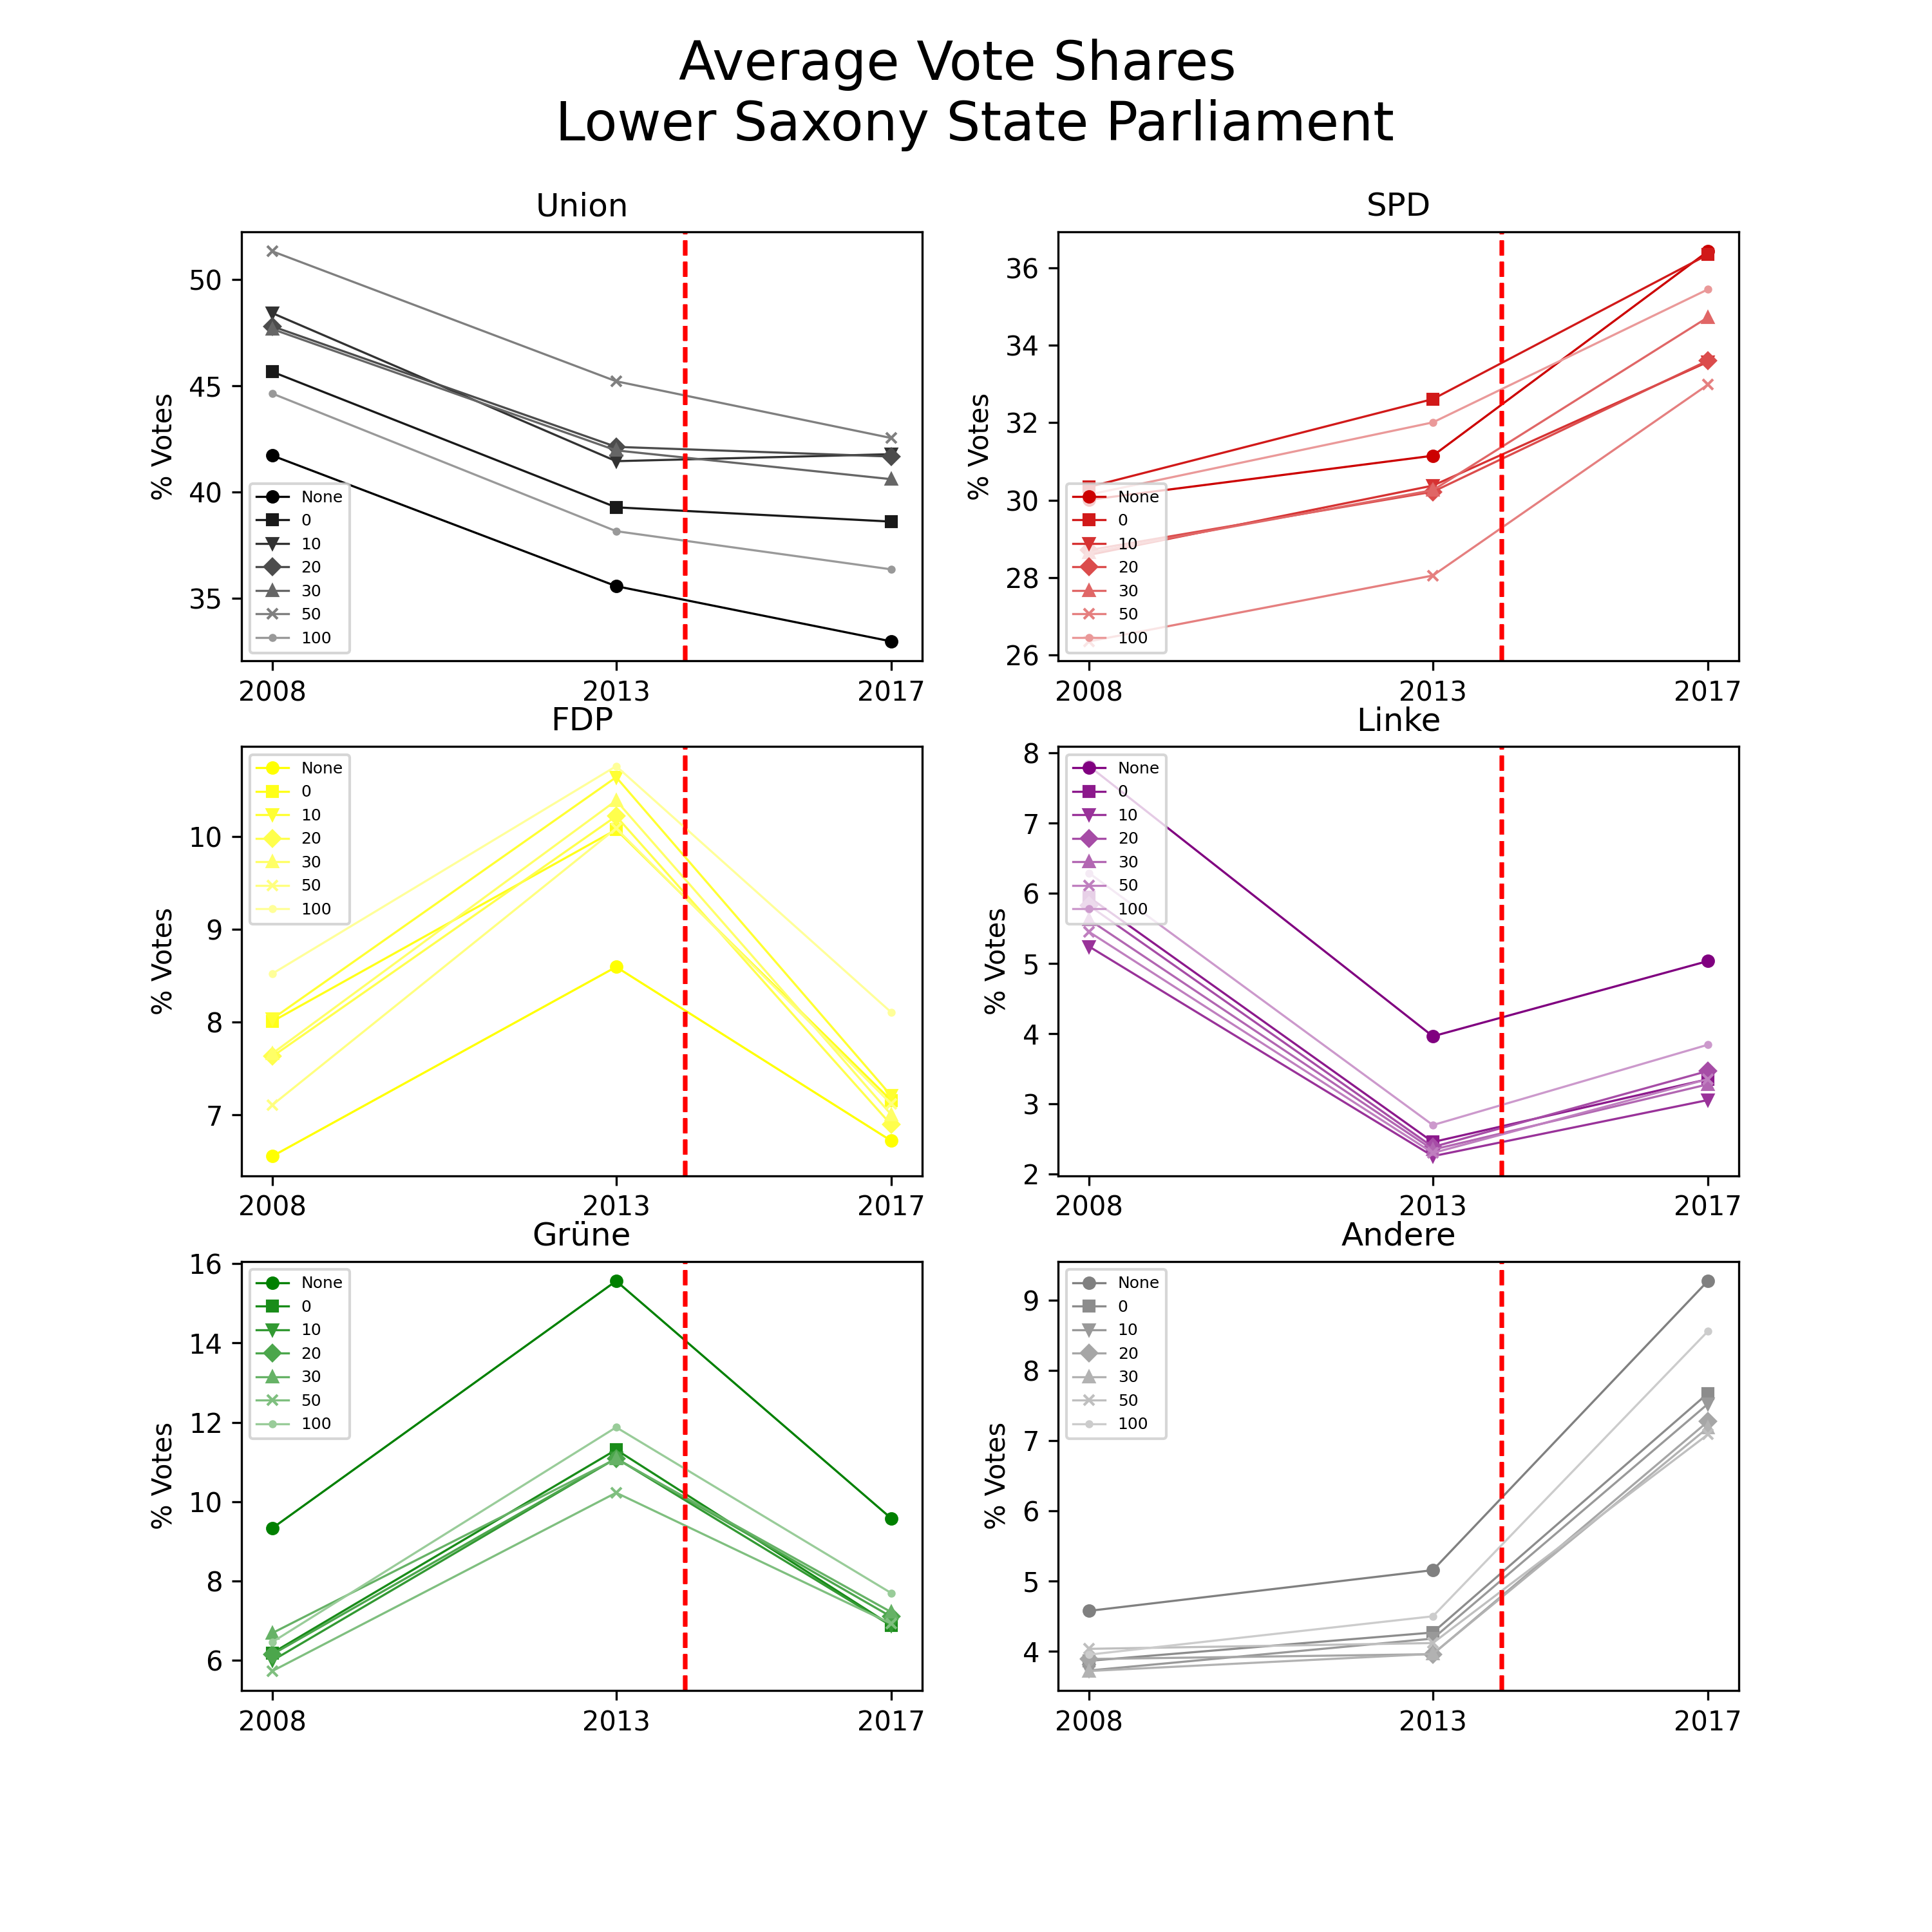 Average Vote Shares
Lower Saxony State Parliament
Union
% Votes
50
45
40
35
None
0
10
20
30
50
100
2008 2013 2017
SPD
% Votes
36
34
32
30
28
26
None
0
10
20
30
50
100
2008 2013 2017
FDP
% Votes
10
9
8
7
None
0
10
20
30
50
100
2008 2013 2017
Linke
% Votes
8
7
6
5
4
3
2
None
0
10
20
30
50
100
2008 2013 2017
Grüne
% Votes
16
14
12
10
8
6
None
0
10
20
30
50
100
2008 2013 2017
Andere
% Votes
9
8
7
6
5
4
None
0
10
20
30
50
100
2008 2013 2017